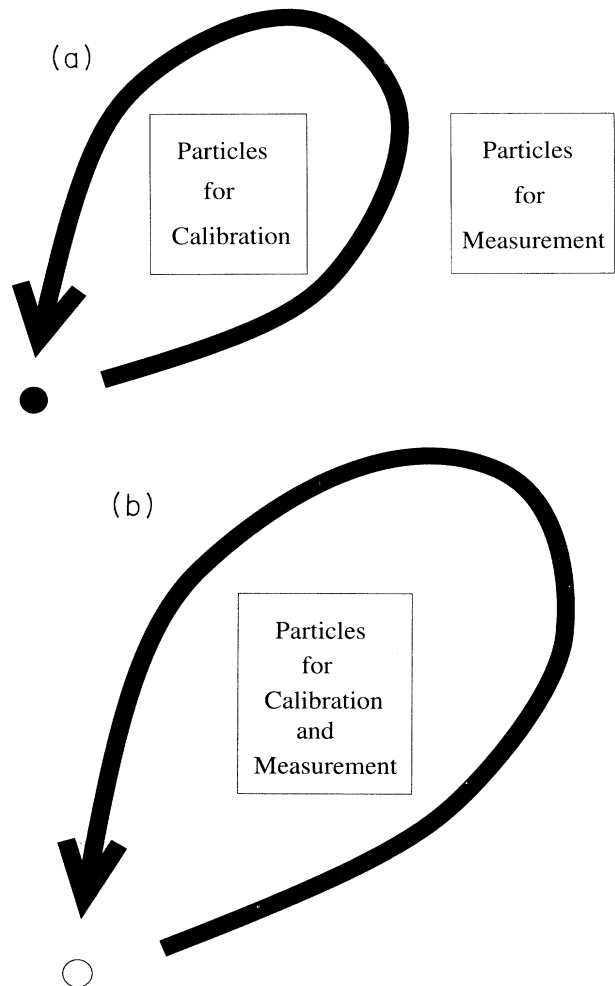 (a)
Particles
for
Calibration
Particles
for
Measurement
(b)
Particles
for
Calibration
and
Measurement